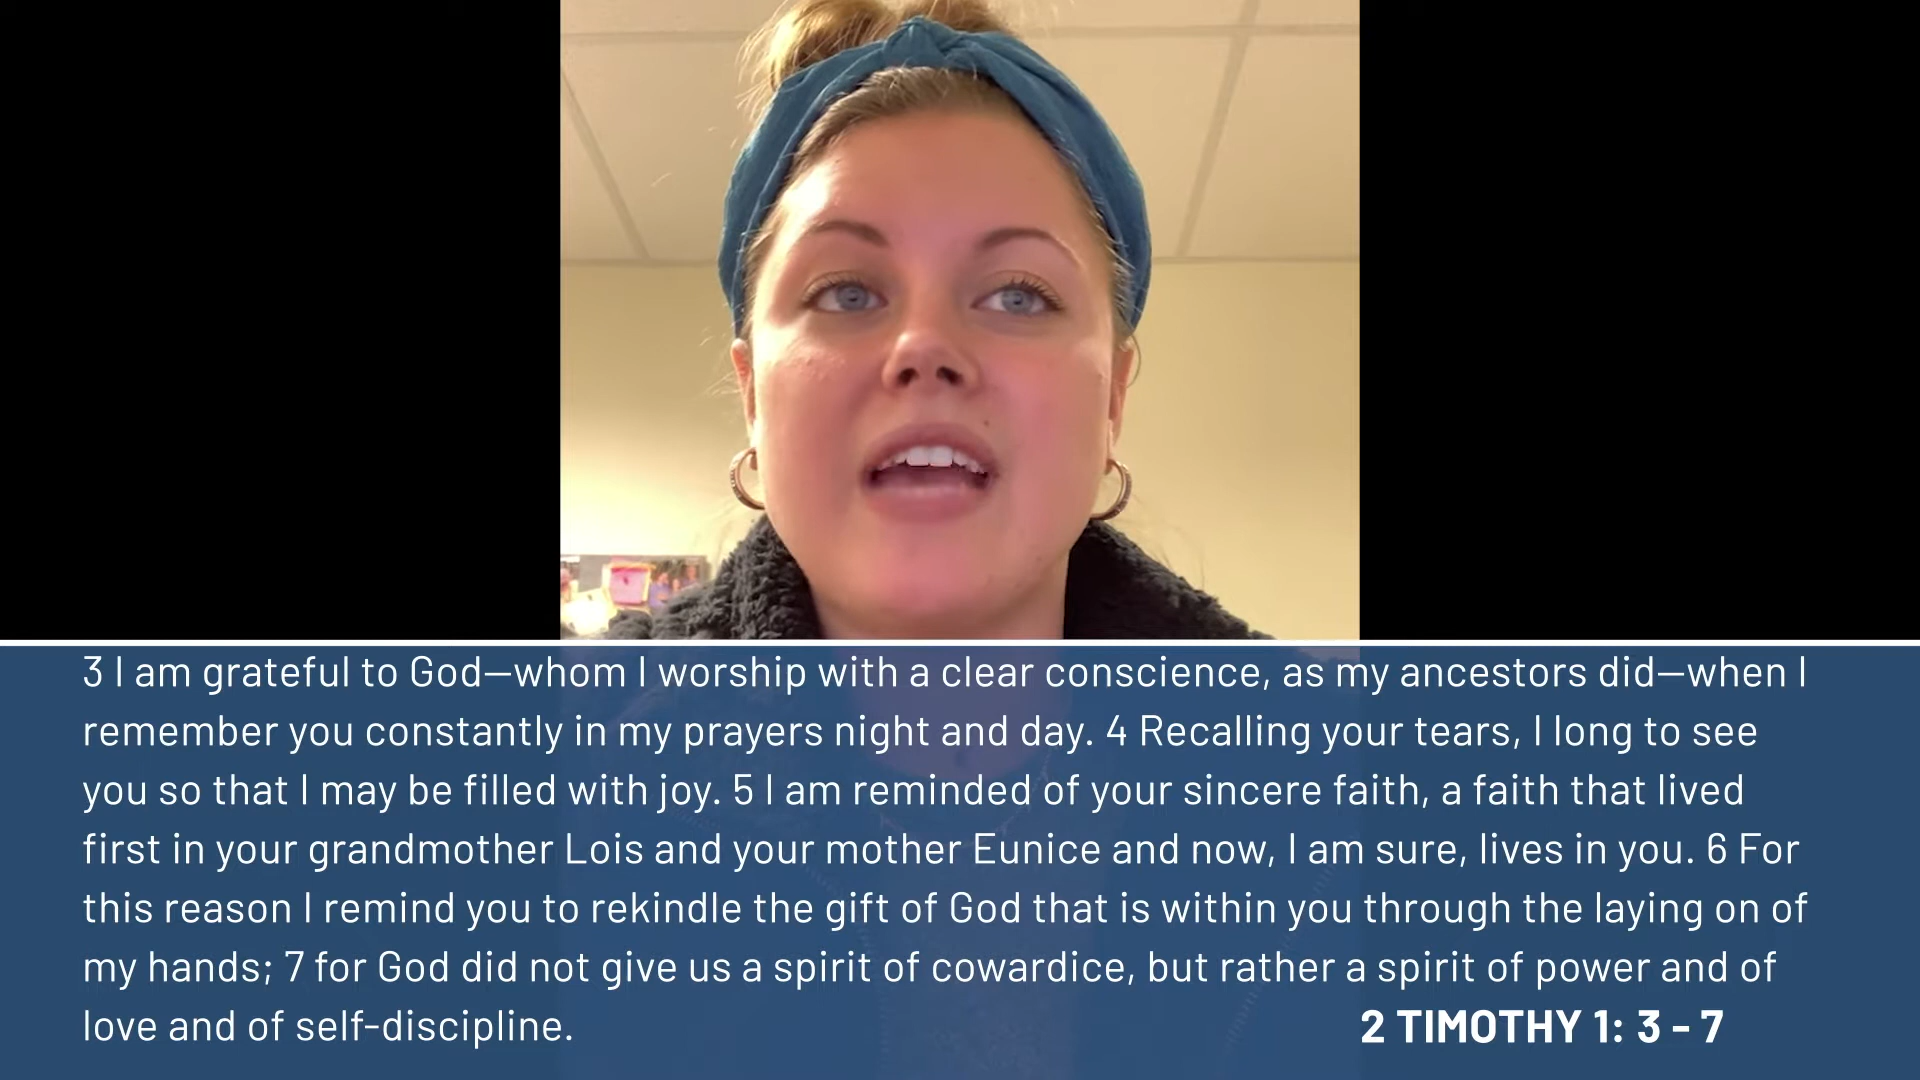 3 I am grateful to God—whom I worship with a clear conscience, as my ancestors did—when I
remember you constantly in my prayers night and day. 4 Recalling your tears, I long to see
you so that I may be filled with joy. 5 I am reminded of your sincere faith, a faith that lived
first in your grandmother Lois and your mother Eunice and now, I am sure, lives in you. 6 For
this reason I remind you to rekindle the gift of God that is within you through the laying on of
my hands; 7 for God did not give us a spirit of cowardice, but rather a spirit of power and of
love and of self-discipline.
2 TIMOTHY 1: 3 - 7